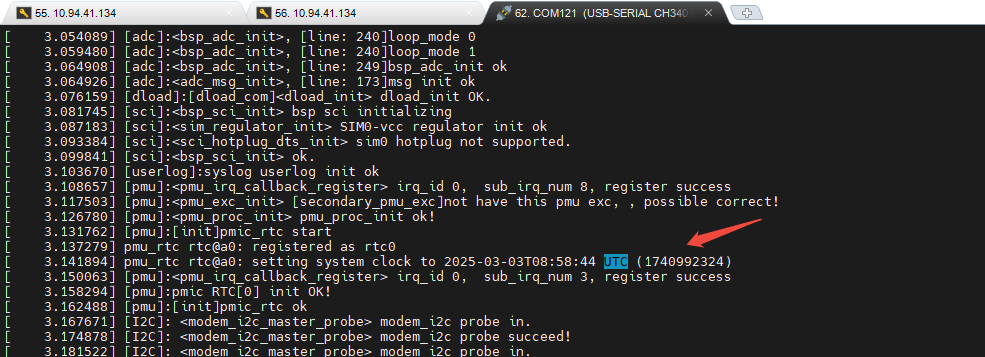 55. 10.94.41.134
56. 10.94.41.134
62. COM121 (USB-SERIAL CH340
[    3.054089] [adc]:<bsp_adc_init>, [line: 240]loop_mode 0
[    3.059480] [adc]:<bsp_adc_init>, [line: 240]loop_mode 1
[    3.064908] [adc]:<bsp_adc_init>, [line: 249]bsp_adc_init ok
[    3.064926] [adc]:<adc_msg_init>, [line: 173]msg init ok
[    3.076159] [dload]:[dload_com]<dload_init> dload_init OK.
[    3.081745] [sci]:<bsp_sci_init> bsp sci initializing
[    3.087183] [sci]:<sim_regulator_init> SIM0-vcc regulator init ok
[    3.093384] [sci]:<sci_hotplug_dts_init> sim0 hotplug not supported.
[    3.099841] [sci]:<bsp_sci_init> ok.
[    3.103670] [userlog]:syslog userlog init ok
[    3.108657] [pmu]:<pmu_irq_callback_register> irq_id 0,  sub_irq_num 8, register success
[    3.117503] [pmu]:<pmu_exc_init> [secondary_pmu_exc]not have this pmu exc, , possible correct!
[    3.126780] [pmu]:<pmu_proc_init> pmu_proc_init ok!
[    3.131762] [pmu]:[init]pmic_rtc start
[    3.137279] pmu_rtc rtc@a0: registered as rtc0
[    3.141894] pmu_rtc rtc@a0: setting system clock to 2025-03-03T08:58:44 UTC (1740992324)
[    3.150063] [pmu]:<pmu_irq_callback_register> irq_id 0,  sub_irq_num 3, register success
[    3.158294] [pmu]:pmic RTC[0] init OK!
[    3.162488] [pmu]:[init]pmic_rtc ok
[    3.167671] [I2C]: <modem_i2c_master_probe> modem_i2c probe in.
[    3.174878] [I2C]: <modem_i2c_master_probe> modem_i2c probe succeed!
[    3.181522] [I2C]: <modem_i2c_master_probe> modem_i2c probe in.